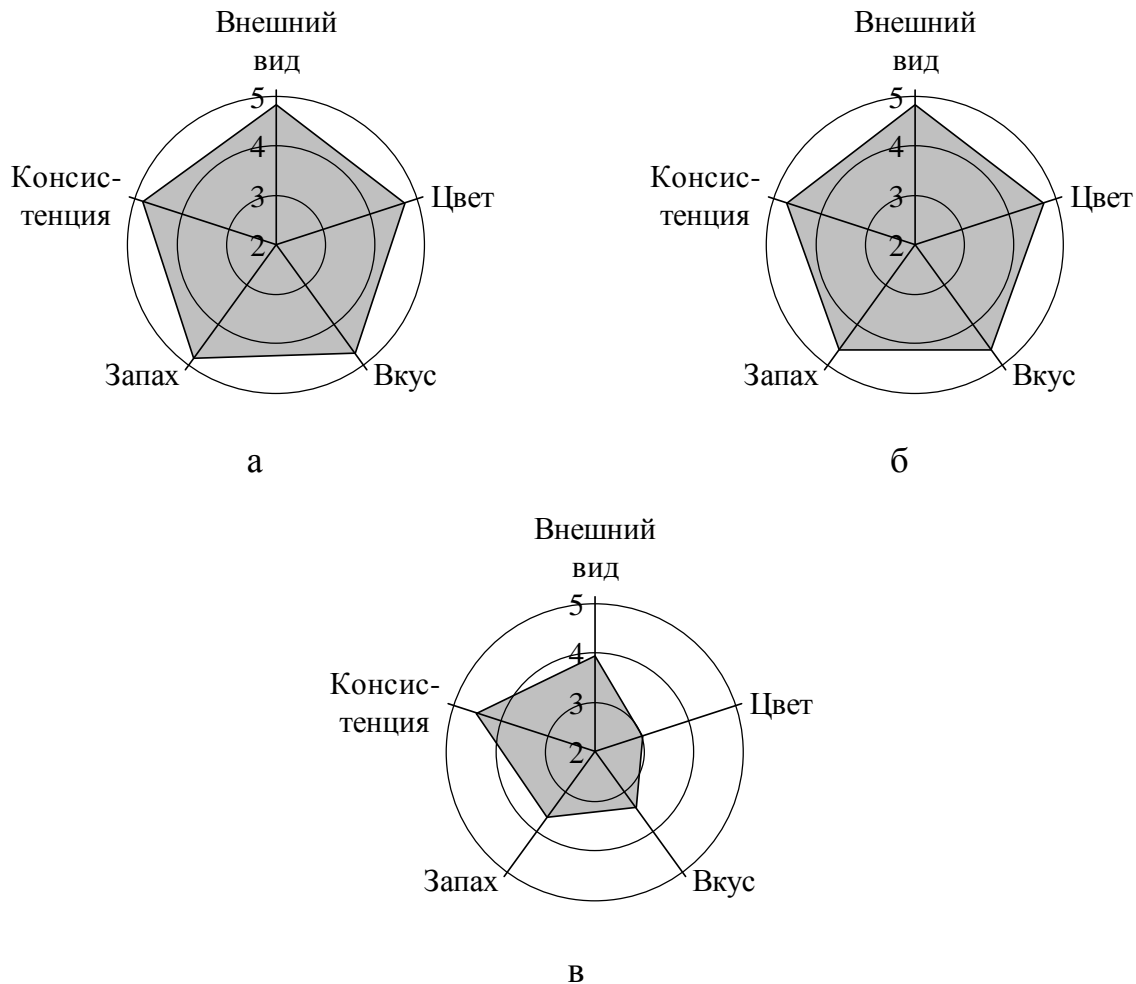 Внешний
вид
5
4
Консис-
тенция
3
Цвет
2
Запах
Вкус
а
Внешний
вид
5
4
Консис-
тенция
3
Цвет
2
Запах
Вкус
б
Внешний
вид
5
4
Консис-
тенция
3
Цвет
2
Запах
Вкус
в